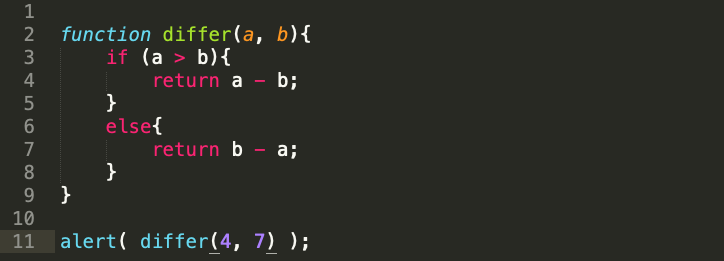 1
2 function differ(a, b){
3     if (a > b){
4         return a - b;
5     }
6     else{
7         return b - a;
8     }
9 }
10
11 alert( differ(4, 7) );